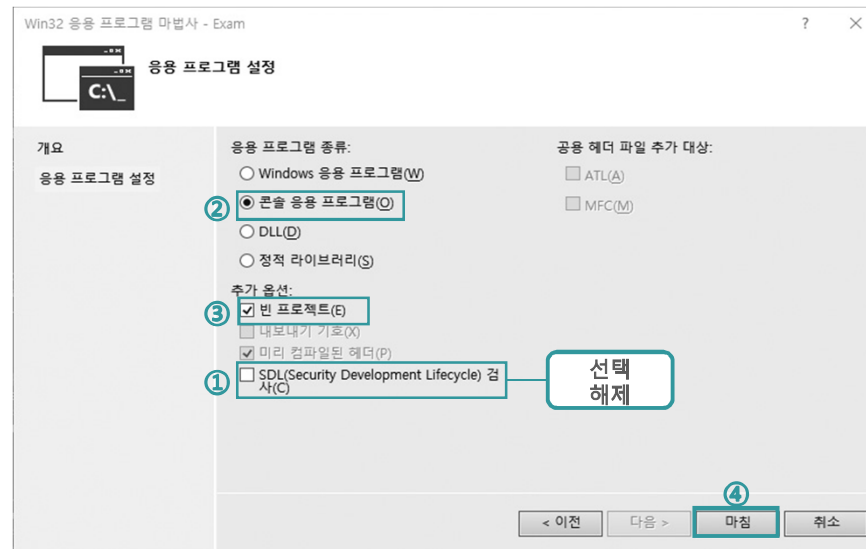 Win32 응용 프로그램 마법사 - Exam
?
×
C:\_
응용 프로그램 설정
개요
응용 프로그램 설정
응용 프로그램 종류:
Windows 응용 프로그램(W)
② 콘솔 응용 프로그램(O)
DLL(D)
정적 라이브러리(S)
추가 옵션:
③ 빈 프로젝트(E)
내보내기 기호(X)
미리 컴파일된 헤더(P)
① SDL(Security Development Lifecycle) 검
사(C)
선택
해제
공용 헤더 파일 추가 대상:
ATL(A)
MFC(M)
④
< 이전
다음 >
마침
취소